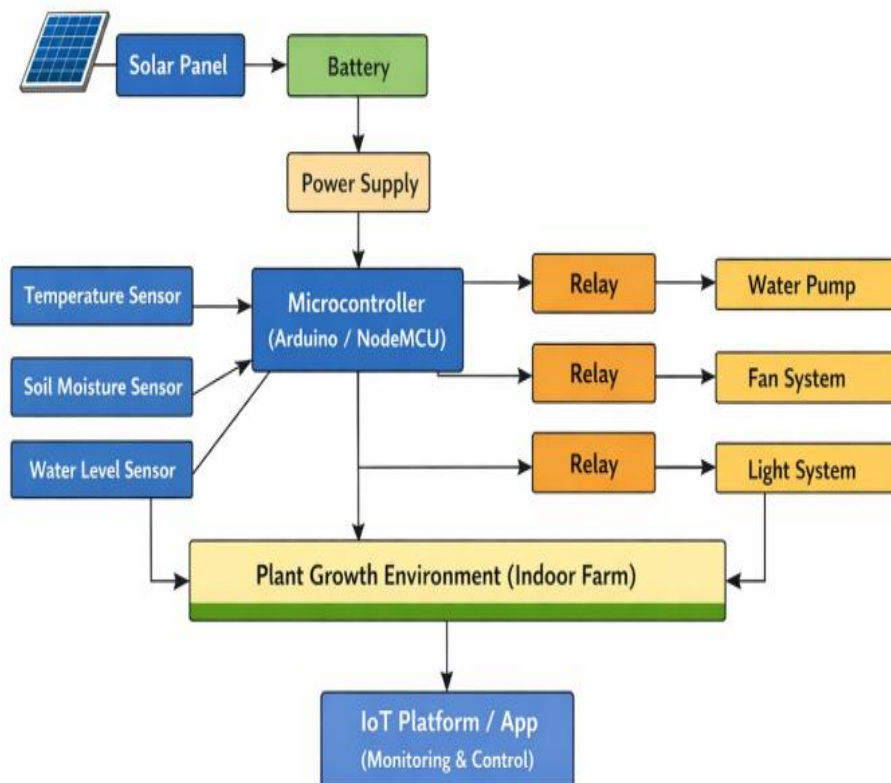 Solar Panel
Battery
Power Supply
Temperature Sensor
Microcontroller
(Arduino / NodeMCU)
Relay
Water Pump
Soil Moisture Sensor
Relay
Fan System
Water Level Sensor
Relay
Light System
Plant Growth Environment (Indoor Farm)
IoT Platform / App
(Monitoring & Control)